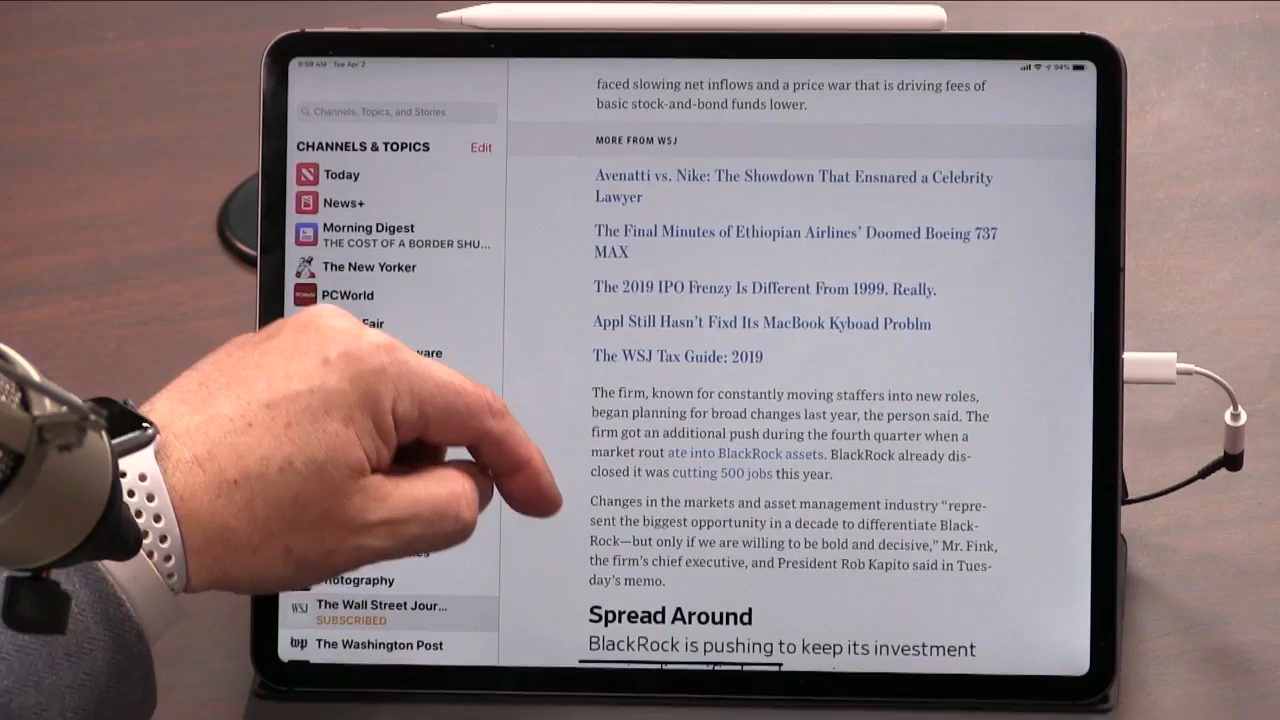 9:59 AM Tue Apr 2
94%
Channels, Topics, and Stories
CHANNELS & TOPICS Edit
Today
News+
Morning Digest
THE COST OF A BORDER SHU...
The New Yorker
PCWorld
Fair
ware
Photography
WSJ The Wall Street Jour...
SUBSCRIBED
wp The Washington Post
faced slowing net inflows and a price war that is driving fees of
basic stock-and-bond funds lower.
MORE FROM WSJ
Avenatti vs. Nike: The Showdown That Ensnared a Celebrity
Lawyer
The Final Minutes of Ethiopian Airlines’ Doomed Boeing 737
MAX
The 2019 IPO Frenzy Is Different From 1999. Really.
Appl Still Hasn’t Fixd Its MacBook Kyboad Problm
The WSJ Tax Guide: 2019
The firm, known for constantly moving staffers into new roles,
began planning for broad changes last year, the person said. The
firm got an additional push during the fourth quarter when a
market rout ate into BlackRock assets. BlackRock already dis-
closed it was cutting 500 jobs this year.
Changes in the markets and asset management industry “repre-
sent the biggest opportunity in a decade to differentiate Black-
Rock—but only if we are willing to be bold and decisive,” Mr. Fink,
the firm’s chief executive, and President Rob Kapito said in Tues-
day’s memo.
Spread Around
BlackRock is pushing to keep its investment